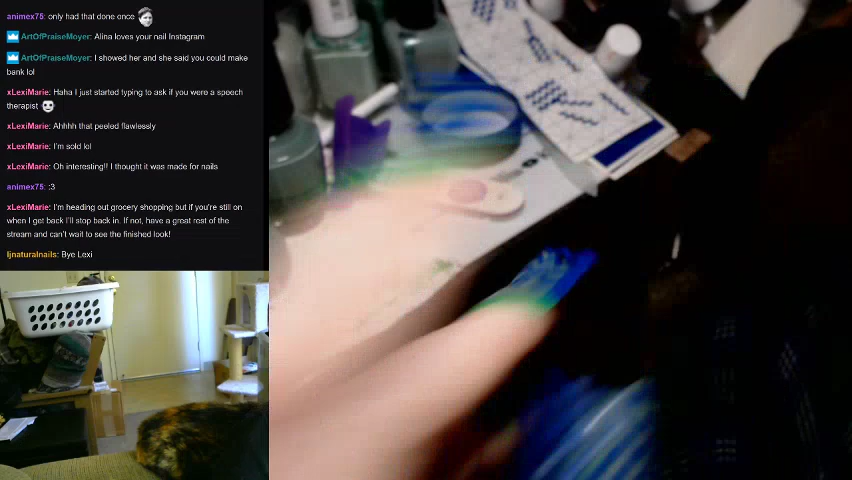 animex75: only had that done once
ArtOfPraiseMoyer: Alina loves your nail Instagram
ArtOfPraiseMoyer: I showed her and she said you could make
bank lol
xLexiMarie: Haha I just started typing to ask if you were a speech
therapist
xLexiMarie: Ahhhh that peeled flawlessly
xLexiMarie: I'm sold lol
xLexiMarie: Oh interesting!! I thought it was made for nails
animex75: :3
xLexiMarie: I'm heading out grocery shopping but if you're still on
when I get back I'll stop back in. If not, have a great rest of the
stream and can't wait to see the finished look!
ljnaturalnails: Bye Lexi